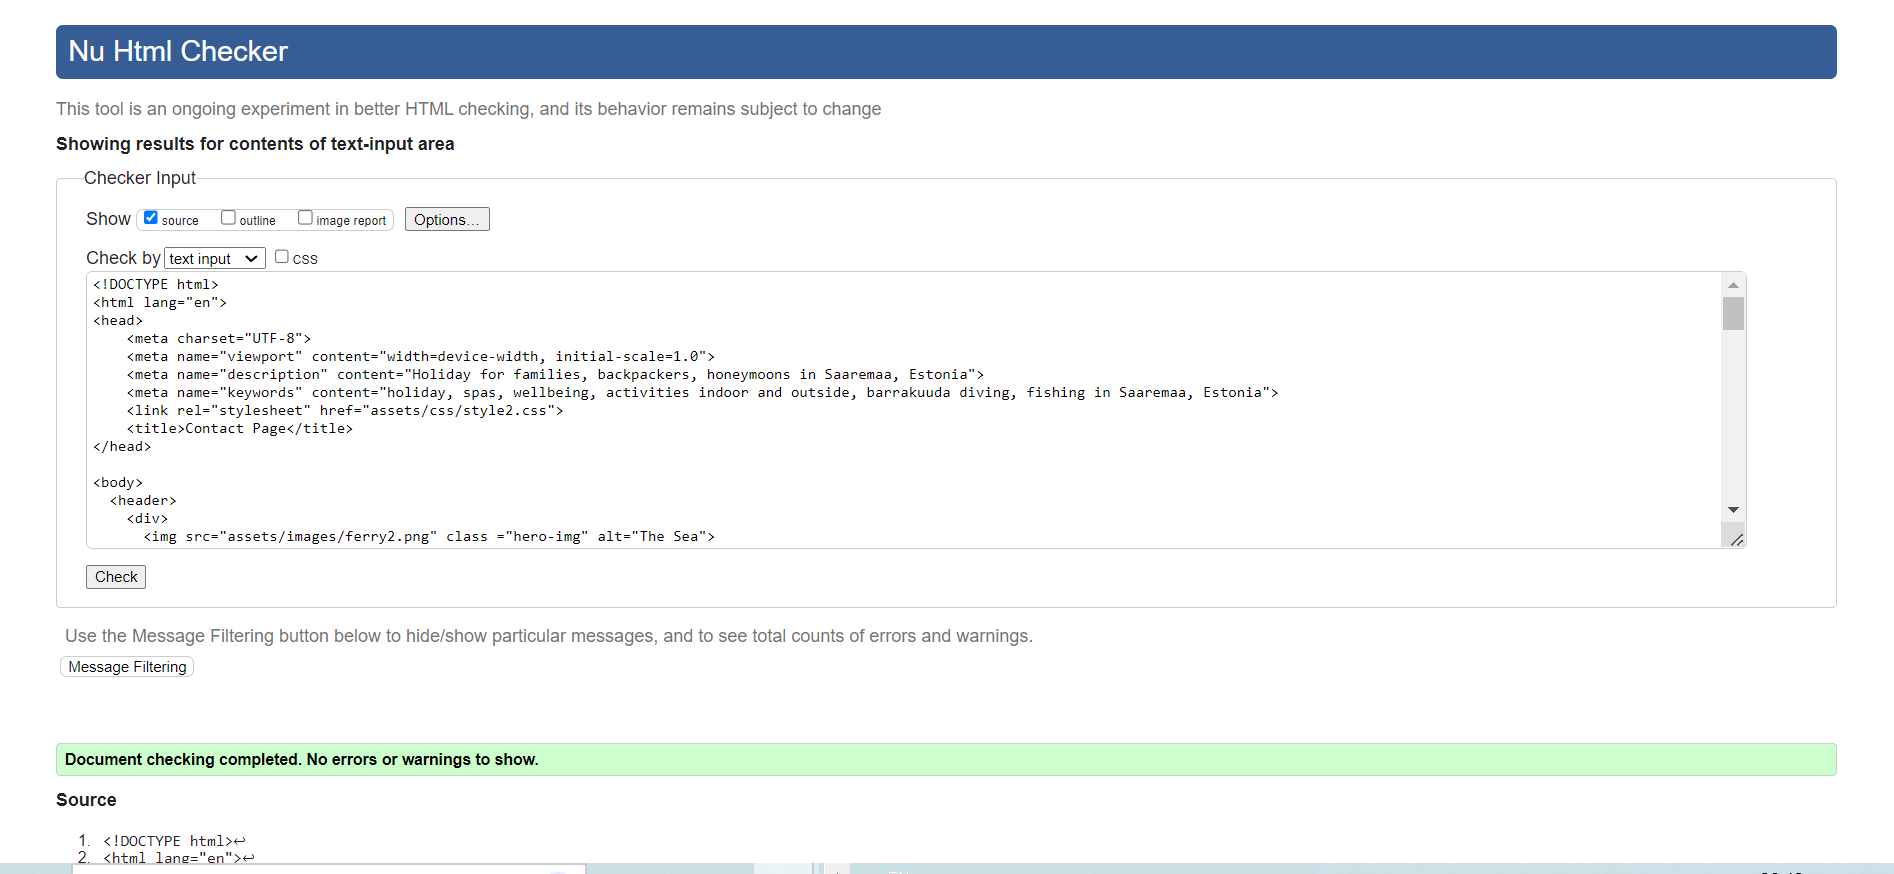 Nu Html Checker
This tool is an ongoing experiment in better HTML checking, and its behavior remains subject to change
Showing results for contents of text-input area
Checker Input
Show source outline image report Options...
Check by text input css
<!DOCTYPE html>
<html lang="en">
<head>
    <meta charset="UTF-8">
    <meta name="viewport" content="width=device-width, initial-scale=1.0">
    <meta name="description" content="Holiday for families, backpackers, honeymoons in Saaremaa, Estonia">
    <meta name="keywords" content="holiday, spas, wellbeing, activities indoor and outside, barrakuuda diving, fishing in Saaremaa, Estonia">
    <link rel="stylesheet" href="assets/css/style2.css">
    <title>Contact Page</title>
</head>
<body>
  <header>
    <div>
      <img src="assets/images/ferry2.png" class ="hero-img" alt="The Sea">
Check
Use the Message Filtering button below to hide/show particular messages, and to see total counts of errors and warnings.
Message Filtering
Document checking completed. No errors or warnings to show.
Source
1. <!DOCTYPE html>↩
2. <html lang="en">↩